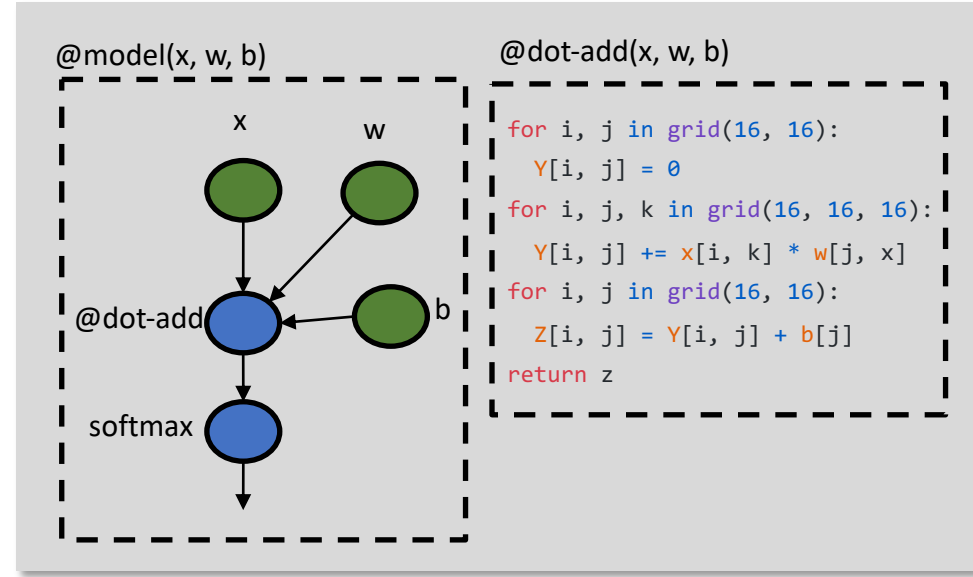 @model(x, w, b)
x
w
@dot-add
b
softmax
@dot-add(x, w, b)
for i, j in grid(16, 16):
Y[i, j] = 0
for i, j, k in grid(16, 16, 16):
Y[i, j] += x[i, k] * w[j, x]
for i, j in grid(16, 16):
Z[i, j] = Y[i, j] + b[j]
return z